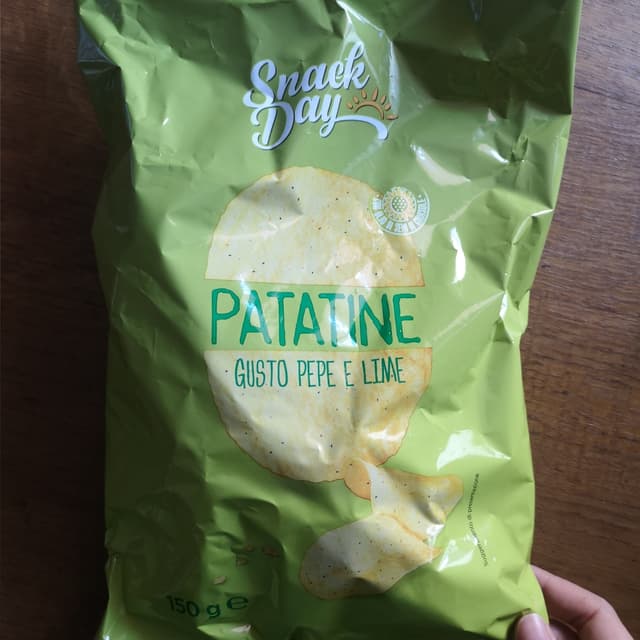 Snack
Day
PATATINE
GUSTO PEPE E LIME
150 g e